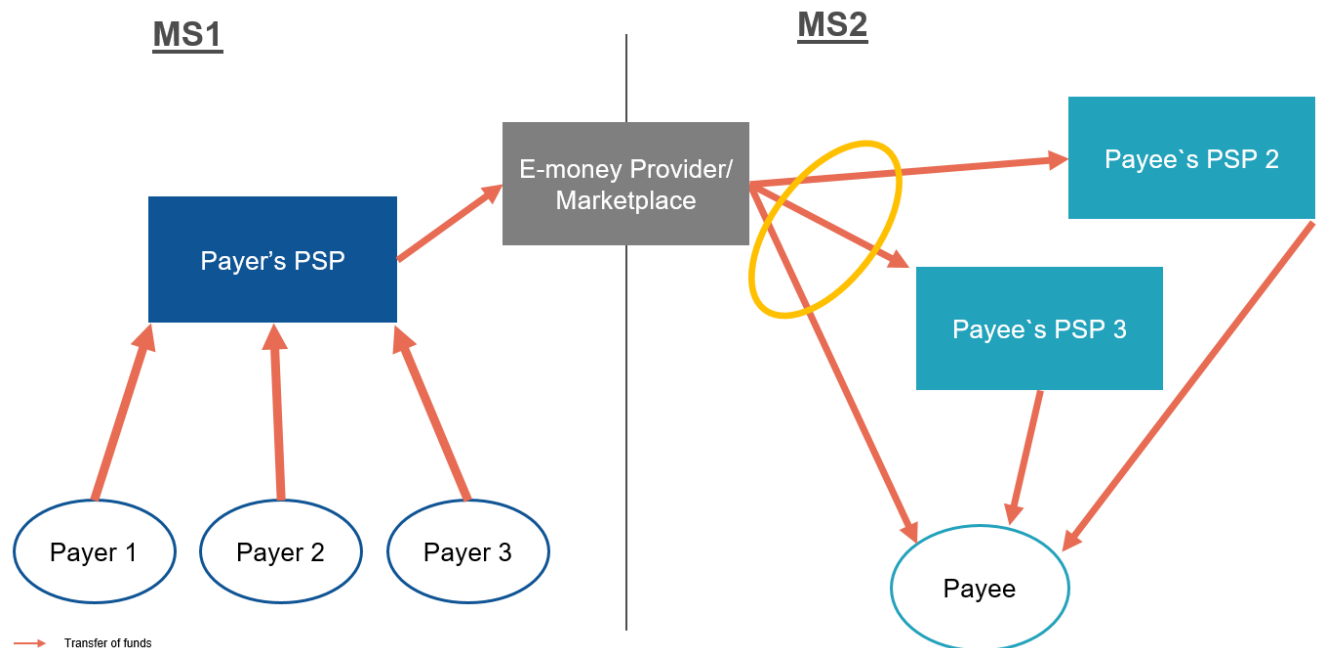 MS1
MS2
E-money Provider/
Marketplace
Payee`s PSP 2
Payer’s PSP
Payee`s PSP 3
Payer 1
Payer 2
Payer 3
Payee
Transfer of funds